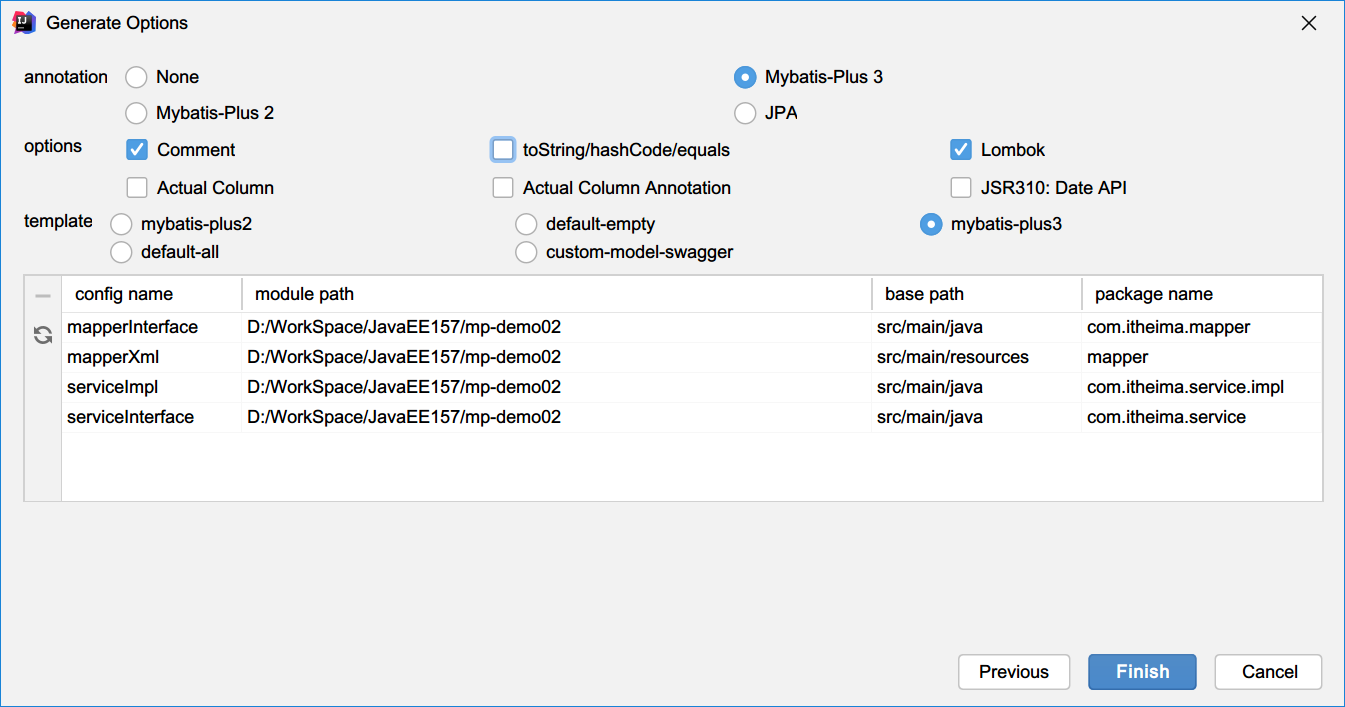 Generate Options
annotation None Mybatis-Plus 3
Mybatis-Plus 2 JPA
options Comment toString/hashCode/equals Lombok
Actual Column Actual Column Annotation JSR310: Date API
template mybatis-plus2 default-empty mybatis-plus3
default-all custom-model-swagger
config name module path base path package name
mapperInterface D:/WorkSpace/JavaEE157/mp-demo02 src/main/java com.itheima.mapper
mapperXml D:/WorkSpace/JavaEE157/mp-demo02 src/main/resources mapper
serviceImpl D:/WorkSpace/JavaEE157/mp-demo02 src/main/java com.itheima.service.impl
serviceInterface D:/WorkSpace/JavaEE157/mp-demo02 src/main/java com.itheima.service
Previous Finish Cancel